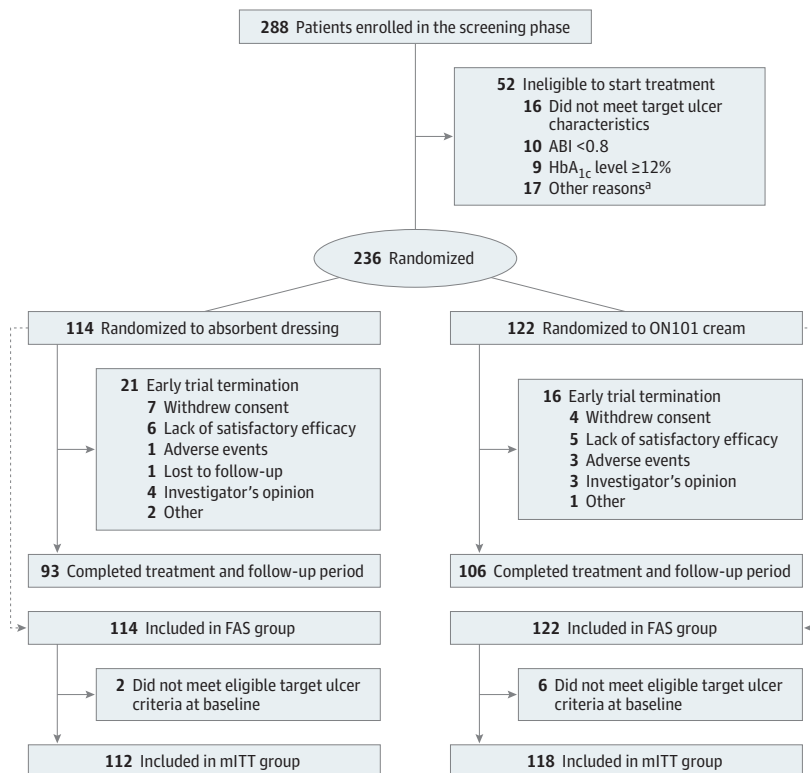 288 Patients enrolled in the screening phase
52 Ineligible to start treatment
16 Did not meet target ulcer
characteristics
10 ABI <0.8
9 HbA1c level ≥12%
17 Other reasonsa
236 Randomized
114 Randomized to absorbent dressing
21 Early trial termination
7 Withdrew consent
6 Lack of satisfactory efficacy
1 Adverse events
1 Lost to follow-up
4 Investigator's opinion
2 Other
93 Completed treatment and follow-up period
114 Included in FAS group
2 Did not meet eligible target ulcer
criteria at baseline
112 Included in mITT group
122 Randomized to ON101 cream
16 Early trial termination
4 Withdrew consent
5 Lack of satisfactory efficacy
3 Adverse events
3 Investigator's opinion
1 Other
106 Completed treatment and follow-up period
122 Included in FAS group
6 Did not meet eligible target ulcer
criteria at baseline
118 Included in mITT group